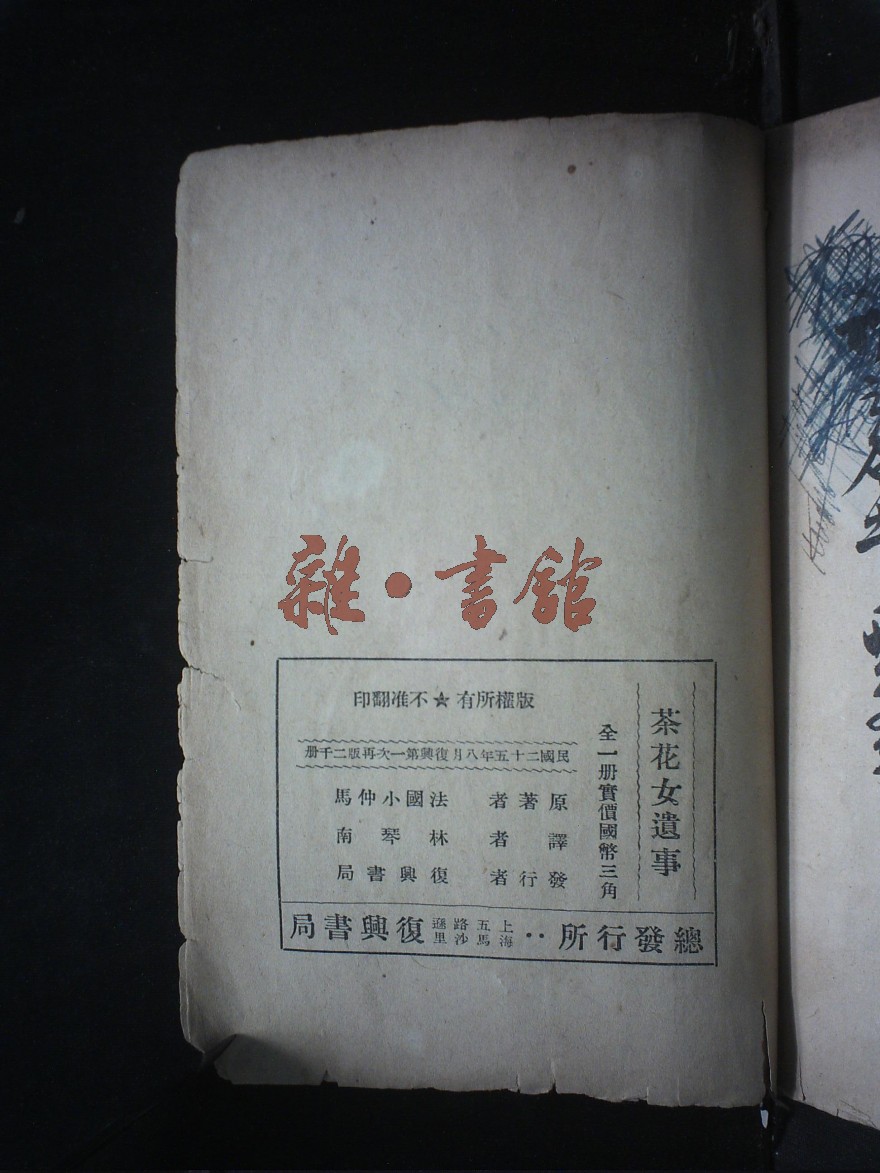 雜·書舘
茶花女遺事
全一册實價國幣三角
版權所有★不准翻印
民國二十五年八月復興第一次再版二千册
原著者 法國小仲馬
譯者 林琴南
發行者 復興書局
總發行所：上海五馬路沙遜里復興書局